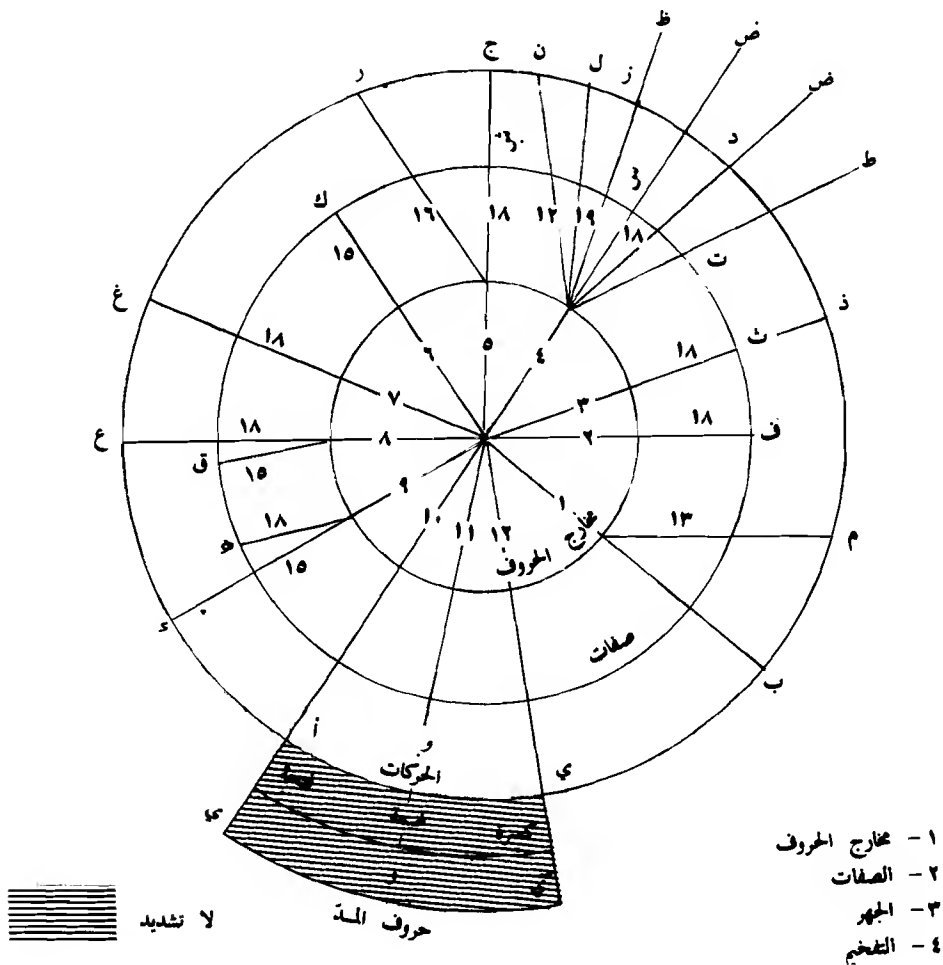 ظ
ض
ض
ط
ر
ج
ن
ل
ز
د
ك
١٦
١٨
١٢
١٩
١٨
ت
ذ
١٥
غ
١٨
٦
٥
٤
١٨
ث
٧
٣
ع
١٨
٨
٢
١٨
ف
ق
١٥
٩
١٨
ه
١٥
ء
١٠
١١
١٢
١
١٣
م
مخارج الحروف
صفات
ب
أ
و
ي
الحركات
كسرة
ي
و
حروف المدّ
لا تشديد
١ - مخارج الحروف
٢ - الصفات
٣ - الجهر
٤ - التفخيم